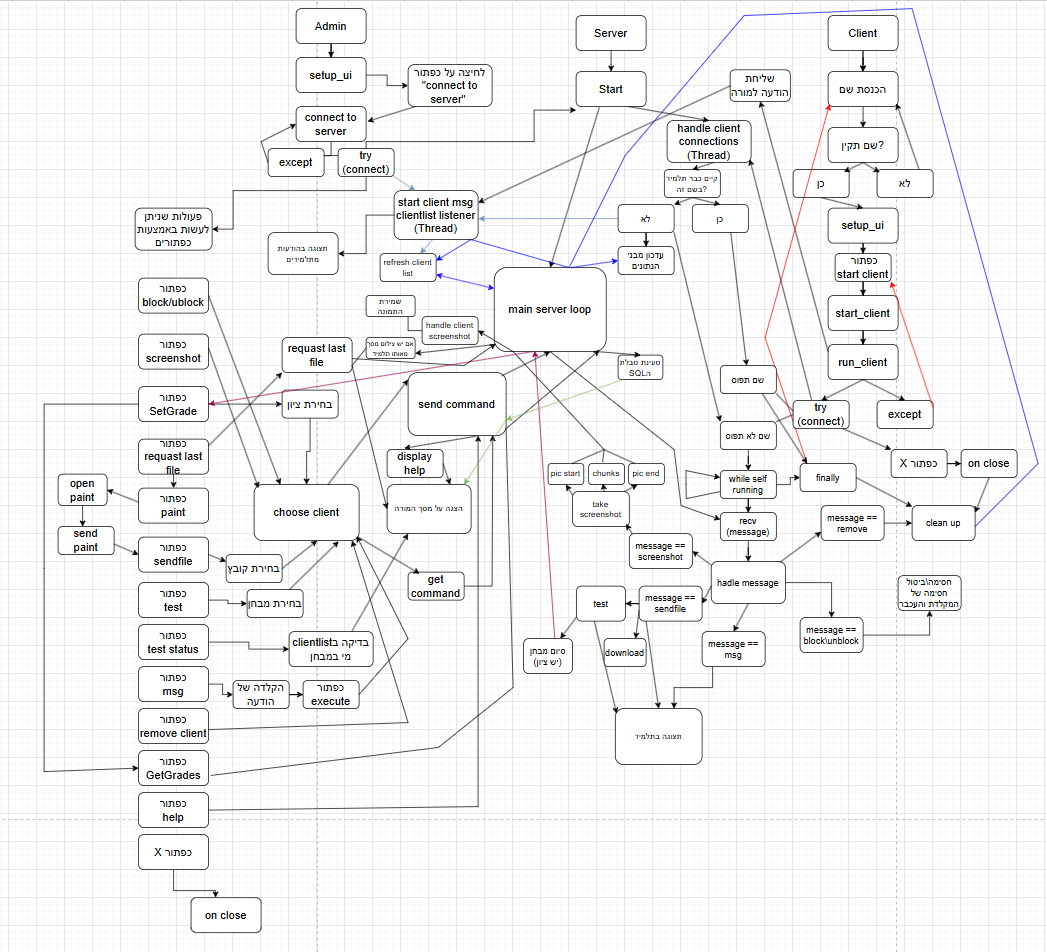 Admin
Server
Client
setup_ui
לחיצה על כפתור
"connect to
server"
Start
שליחת
הודעה למורה
הכנסת שם
connect to
server
handle client
connections
(Thread)
שם תקין?
except
try
(connect)
קיים כבר תלמיד
בשם זה?
כן
לא
start client msg
clientlist listener
(Thread)
לא
כן
פעולות שניתן
לעשות באמצעות
כפתורים
setup_ui
תצוגה בהודעות
מתלמידים
refresh client
list
עדכון מבני
הנתונים
כפתור
start client
כפתור
block/ublock
שמירת
התמונה
main server loop
start_client
handle client
screenshot
כפתור
screenshot
requast last
file
אם יש צילום מסך
מאותו תלמיד
טעינת טבלת
הSQL
run_client
שם תפוס
כפתור
SetGrade
בחירת ציון
send command
try
(connect)
except
כפתור
requast last
file
display
help
שם לא תפוס
כפתור X
on close
open
paint
כפתור
paint
choose client
הצגה על מסך המורה
pic start
chunks
pic end
while self
running
finally
take
screenshot
send
paint
recv
(message)
message ==
remove
clean up
כפתור
sendfile
בחירת קובץ
message ==
screenshot
get
command
hadle message
חסימה\ביטול
חסימה של
המקלדת והעכבר
כפתור
test
בחירת מבחן
test
message ==
sendfile
כפתור
test status
בדיקה בclientlist
מי במבחן
סיום מבחן
(יש ציון)
download
message ==
msg
message ==
block\unblock
כפתור
msg
הקלדה של
הודעה
כפתור
execute
כפתור
remove client
תצוגה בתלמיד
כפתור
GetGrades
כפתור
help
כפתור X
on close